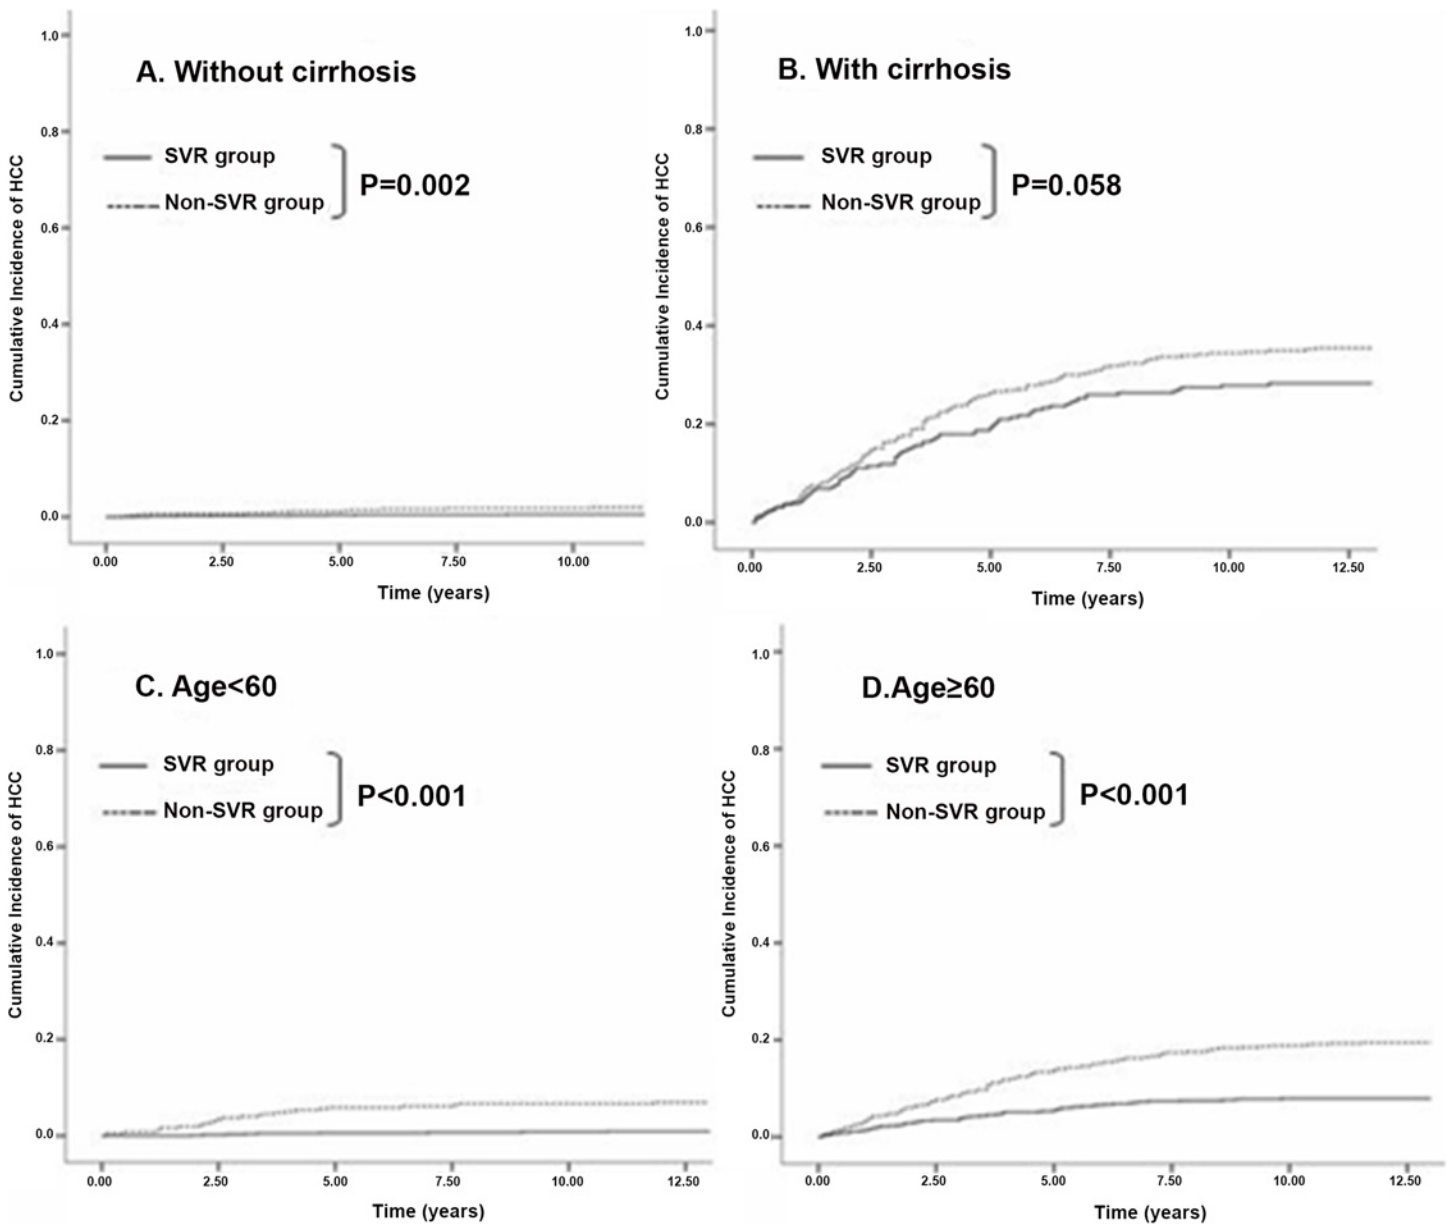 A. Without cirrhosis
Cumulative Incidence of HCC
1.0
0.8
0.6
0.4
0.2
0.0
SVR group
Non-SVR group
P=0.002
0.00 2.50 5.00 7.50 10.00
Time (years)
B. With cirrhosis
Cumulative Incidence of HCC
1.0
0.8
0.6
0.4
0.2
0.0
SVR group
Non-SVR group
P=0.058
0.00 2.50 5.00 7.50 10.00 12.50
Time (years)
C. Age<60
Cumulative Incidence of HCC
1.0
0.8
0.6
0.4
0.2
0.0
SVR group
Non-SVR group
P<0.001
0.00 2.50 5.00 7.50 10.00 12.50
Time (years)
D.Age≥60
Cumulative Incidence of HCC
1.0
0.8
0.6
0.4
0.2
0.0
SVR group
Non-SVR group
P<0.001
0.00 2.50 5.00 7.50 10.00 12.50
Time (years)